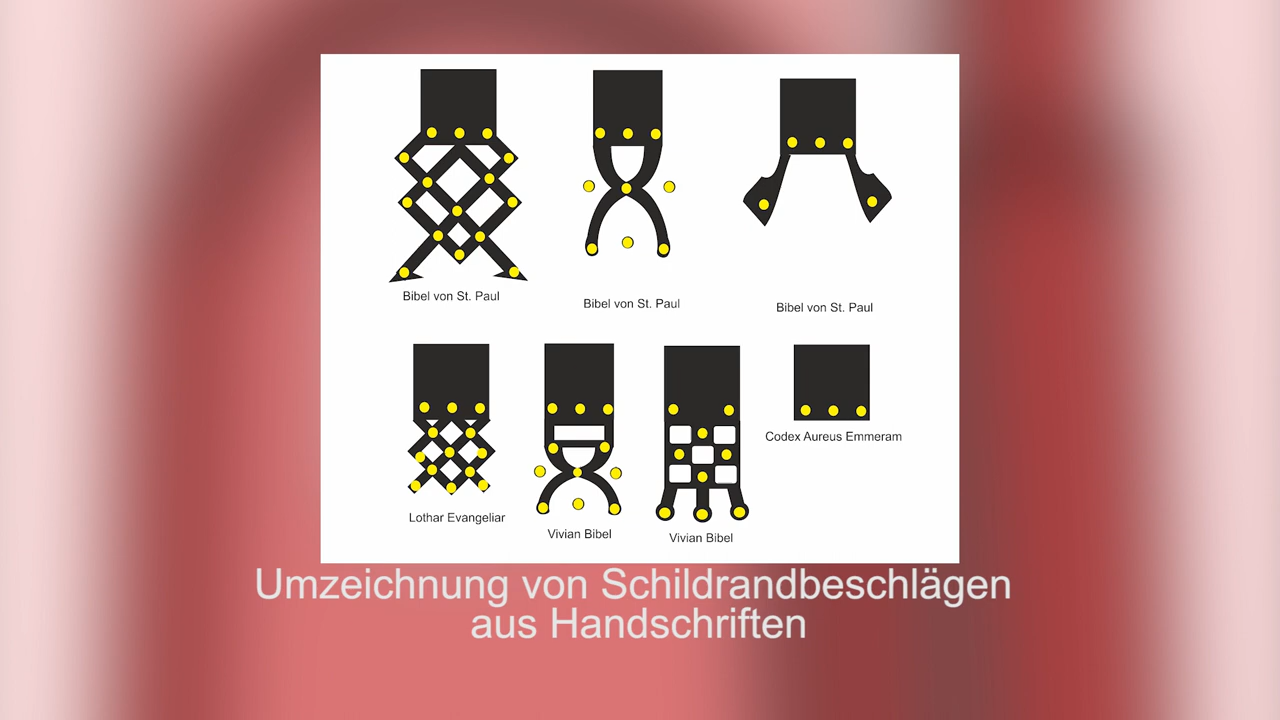 Bibel von St. Paul
Bibel von St. Paul
Bibel von St. Paul
Codex Aureus Emmeram
Lothar Evangeliar
Vivian Bibel
Vivian Bibel
Umzeichnung von Schildrandbeschlägen
aus Handschriften